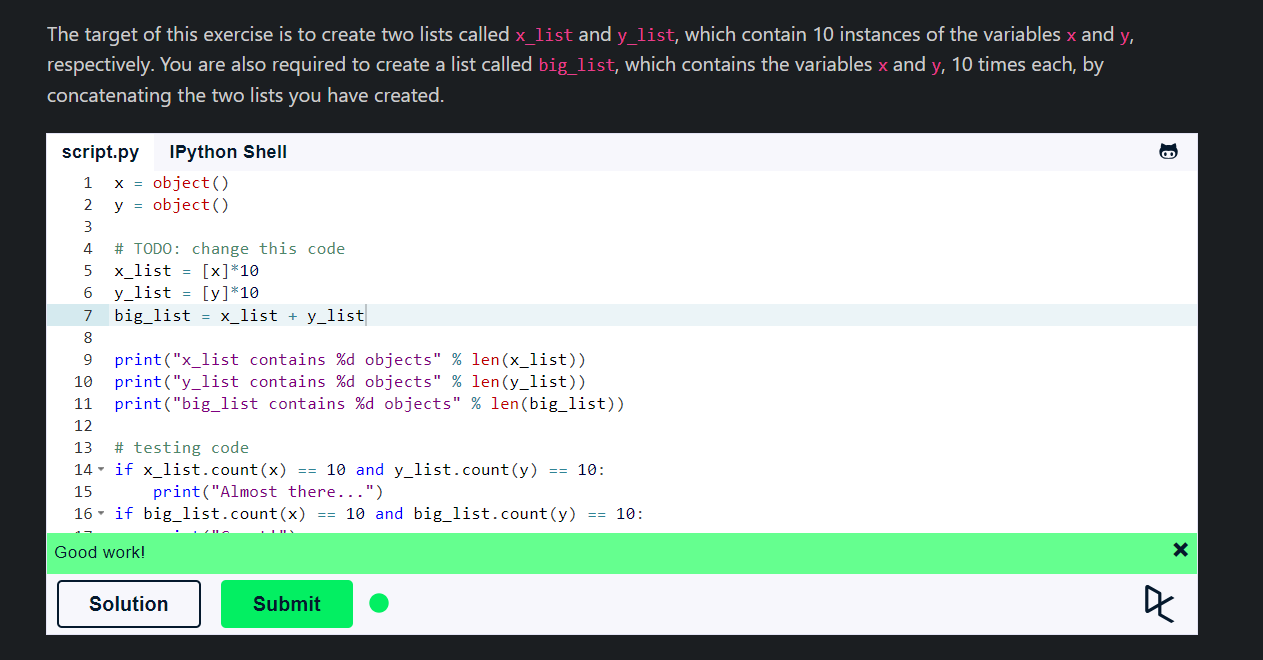 The target of this exercise is to create two lists called x_list and y_list, which contain 10 instances of the variables x and y,
respectively. You are also required to create a list called big_list, which contains the variables x and y, 10 times each, by
concatenating the two lists you have created.
script.py IPython Shell
1 x = object()
2 y = object()
3
4 # TODO: change this code
5 x_list = [x]*10
6 y_list = [y]*10
7 big_list = x_list + y_list
8
9 print("x_list contains %d objects" % len(x_list))
10 print("y_list contains %d objects" % len(y_list))
11 print("big_list contains %d objects" % len(big_list))
12
13 # testing code
14 if x_list.count(x) == 10 and y_list.count(y) == 10:
15     print("Almost there...")
16 if big_list.count(x) == 10 and big_list.count(y) == 10:
Good work!
Solution Submit